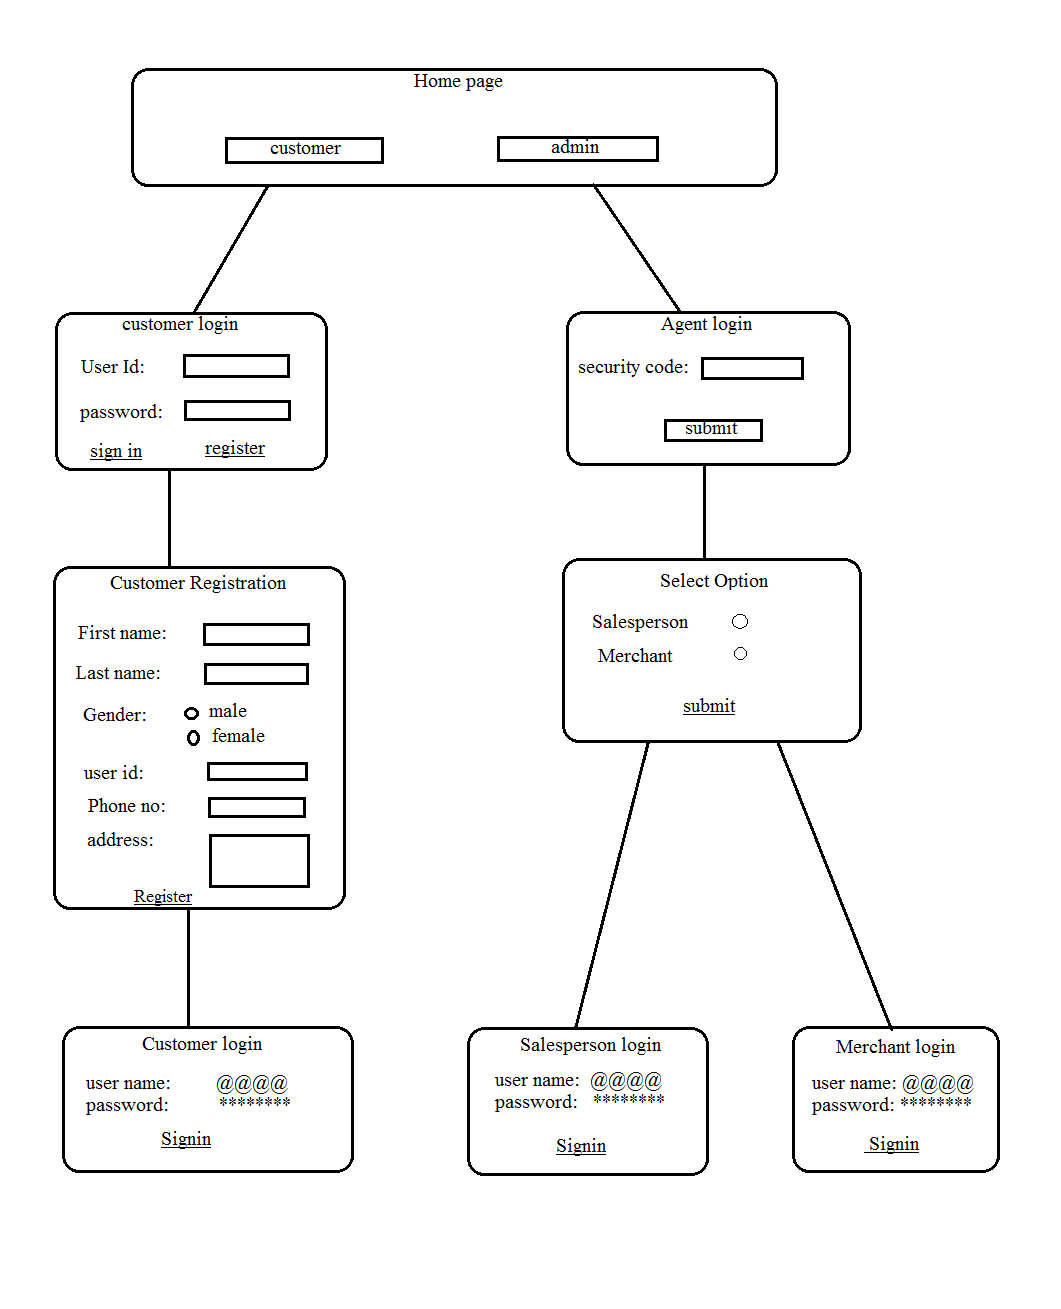 Home page
customer
admin
customer login
User Id:
password:
sign in
register
Agent login
security code:
submit
Customer Registration
First name:
Last name:
Gender:
male
female
user id:
Phone no:
address:
Register
Select Option
Salesperson
Merchant
submit
Customer login
user name: @@@@
password: ********
Signin
Salesperson login
user name: @@@@
password: ********
Signin
Merchant login
user name: @@@@
password: ********
Signin